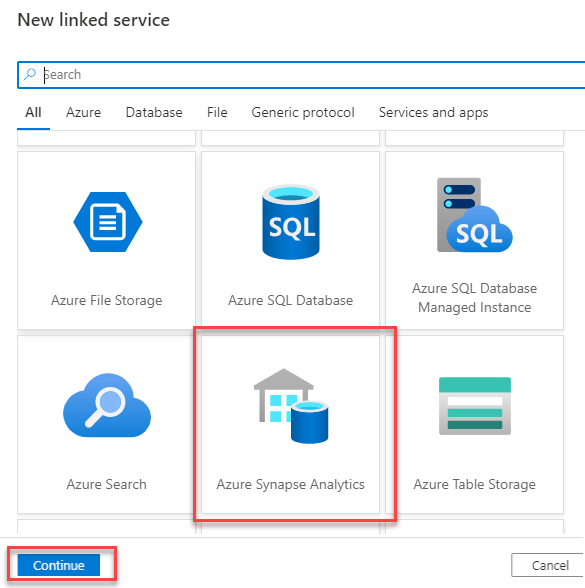 New linked service
Search
All Azure Database File Generic protocol Services and apps
SQL
SQL
Azure File Storage
Azure SQL Database
Azure SQL Database
Managed Instance
Azure Search
Azure Synapse Analytics
Azure Table Storage
Continue
Cancel